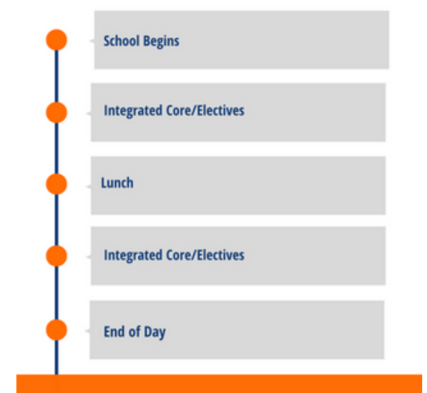 School Begins
Integrated Core/Electives
Lunch
Integrated Core/Electives
End of Day